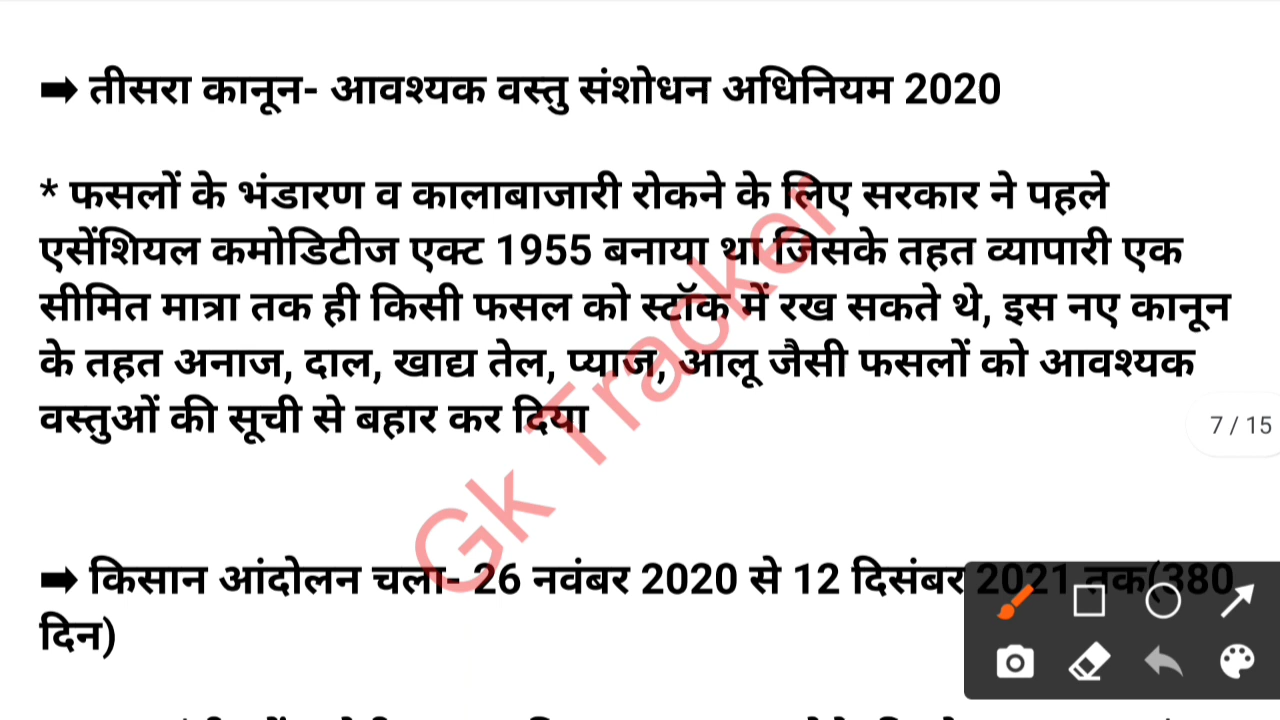 ➡ तीसरा कानून- आवश्यक वस्तु संशोधन अधिनियम 2020
* फसलों के भंडारण व कालाबाजारी रोकने के लिए सरकार ने पहले
एसेंशियल कमोडिटीज एक्ट 1955 बनाया था जिसके तहत व्यापारी एक
सीमित मात्रा तक ही किसी फसल को स्टॉक में रख सकते थे, इस नए कानून
के तहत अनाज, दाल, खाद्य तेल, प्याज, आलू जैसी फसलों को आवश्यक
वस्तुओं की सूची से बहार कर दिया
7 / 15
Gk Tracker
➡ किसान आंदोलन चला- 26 नवंबर 2020 से 12 दिसंबर 2021 तक(380
दिन)